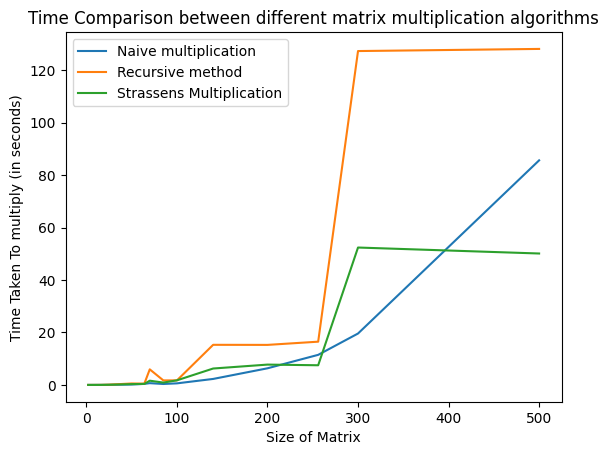 Time Comparison between different matrix multiplication algorithms
Naive multiplication
Recursive method
Strassens Multiplication
Time Taken To multiply (in seconds)
120
100
80
60
40
20
0
0 100 200 300 400 500
Size of Matrix